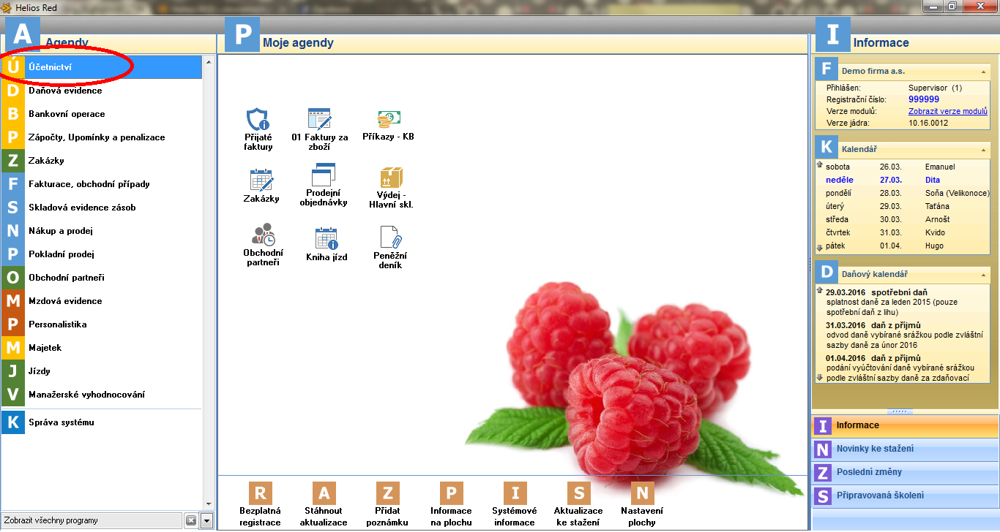 Helios Red
A Agendy
Ú Účetnictví
D Daňová evidence
B Bankovní operace
P Zápočty, Upomínky a penalizace
Z Zakázky
F Fakturace, obchodní případy
S Skladová evidence zásob
N Nákup a prodej
P Pokladní prodej
O Obchodní partneři
M Mzdová evidence
P Personalistika
M Majetek
J Jízdy
V Manažerské vyhodnocování
K Správa systému
Zobrazit všechny programy
P Moje agendy
Přijaté
faktury
01 Faktury za
zboží
Příkazy - KB
Zakázky
Prodejní
objednávky
Výdej -
Hlavní skl.
Obchodní
partneři
Kniha jízd
Peněžní
deník
R
Bezplatná
registrace
A
Stáhnout
aktualizace
Z
Přidat
poznámku
P
Informace
na plochu
I
Systémové
informace
S
Aktualizace
ke stažení
N
Nastavení
plochy
I Informace
F Demo firma a.s.
Přihlášen: Supervisor (1)
Registrační číslo: 999999
Verze modulů: Zobrazit verze modulů
Verze jádra: 10.16.0012
K Kalendář
sobota 26.03. Emanuel
neděle 27.03. Dita
pondělí 28.03. Soňa (Velikonoce)
úterý 29.03. Taťána
středa 30.03. Arnošt
čtvrtek 31.03. Kvido
pátek 01.04. Hugo
D Daňový kalendář
29.03.2016 spotřební daň
splatnost daně za leden 2015 (pouze
spotřební daň z lihu)
31.03.2016 daň z příjmů
odvod daně vybírané srážkou podle zvláštní
sazby daně za únor 2016
01.04.2016 daň z příjmů
podání vyúčtování daně vybírané srážkou
podle zvláštní sazby daně za zdaňovací
I Informace
N Novinky ke stažení
Z Poslední změny
S Připravovaná školení